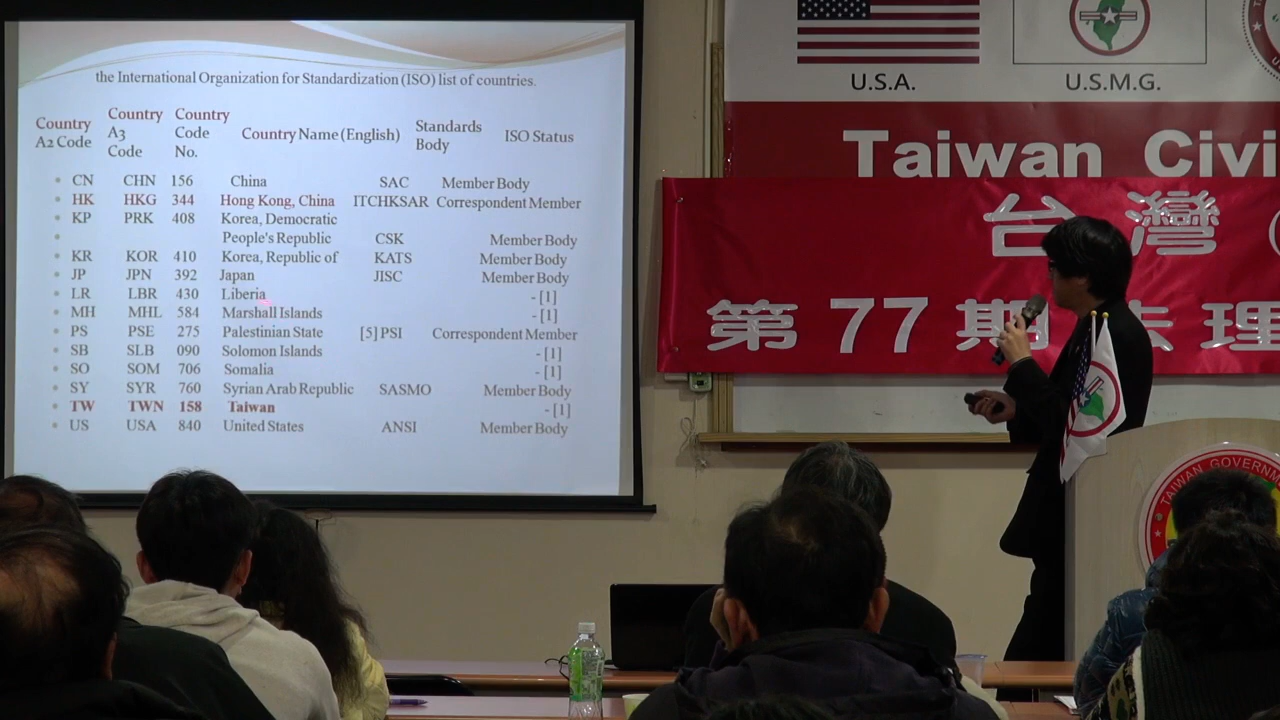 the International Organization for Standardization (ISO) list of countries.
Country A2 Code Country A3 Code Country Code No. Country Name (English) Standards Body ISO Status
CN CHN 156 China SAC Member Body
HK HKG 344 Hong Kong, China ITCHKSAR Correspondent Member
KP PRK 408 Korea, Democratic
People's Republic CSK Member Body
KR KOR 410 Korea, Republic of KATS Member Body
JP JPN 392 Japan JISC Member Body
LR LBR 430 Liberia - [1]
MH MHL 584 Marshall Islands - [1]
PS PSE 275 Palestinian State [5] PSI Correspondent Member
SB SLB 090 Solomon Islands - [1]
SO SOM 706 Somalia - [1]
SY SYR 760 Syrian Arab Republic SASMO Member Body
TW TWN 158 Taiwan - [1]
US USA 840 United States ANSI Member Body
U.S.A. U.S.M.G.
Taiwan Civi
台灣
第77期法理
TAIWAN GOVERNM